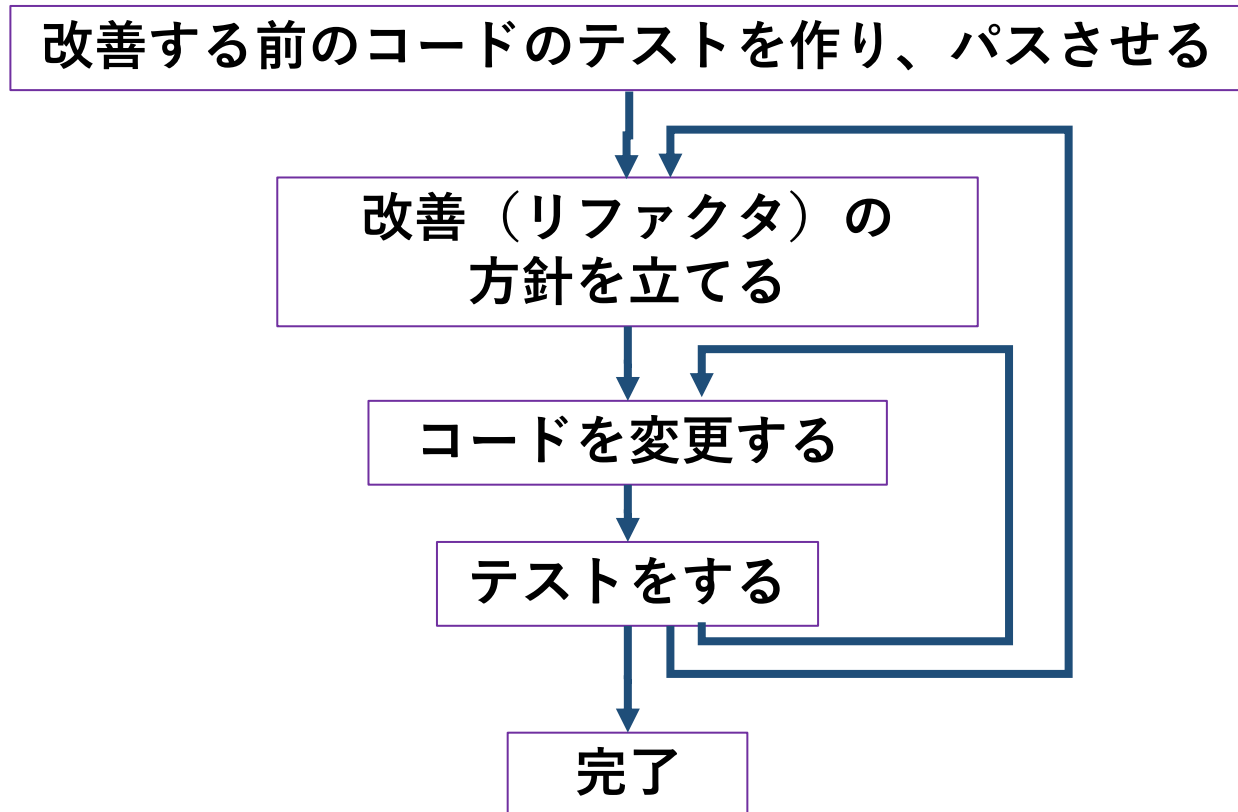 改善する前のコードのテストを作り、パスさせる
改善（リファクタ）の
方針を立てる
コードを変更する
テストをする
完了